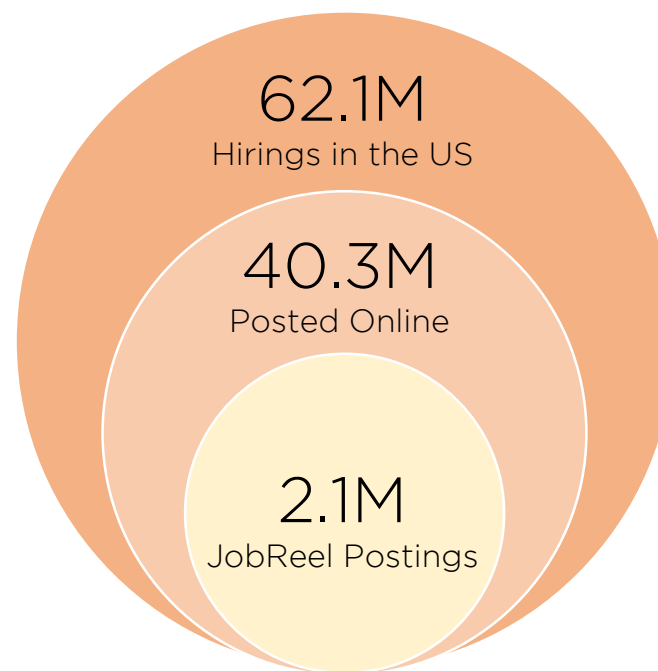 62.1M
Hirings in the US
40.3M
Posted Online
2.1M
JobReel Postings